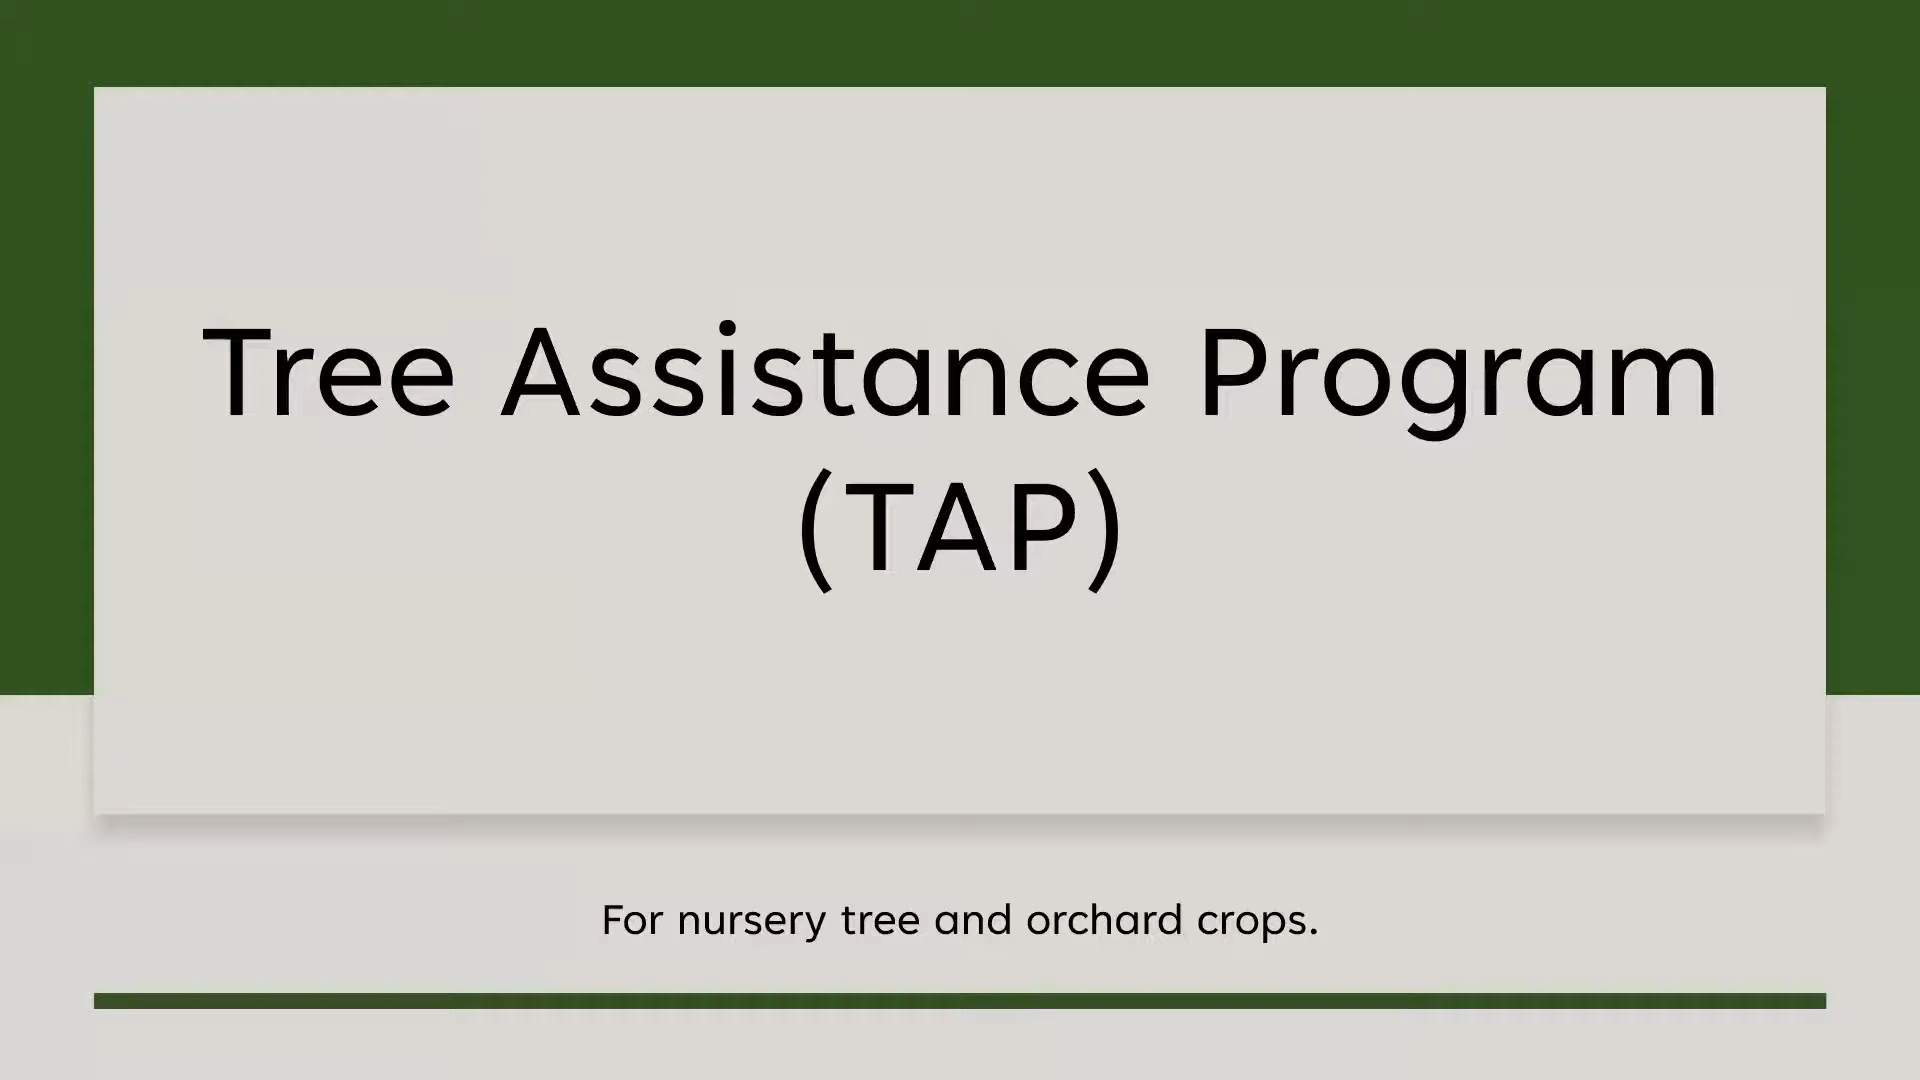 Tree Assistance Program
(TAP)
For nursery tree and orchard crops.